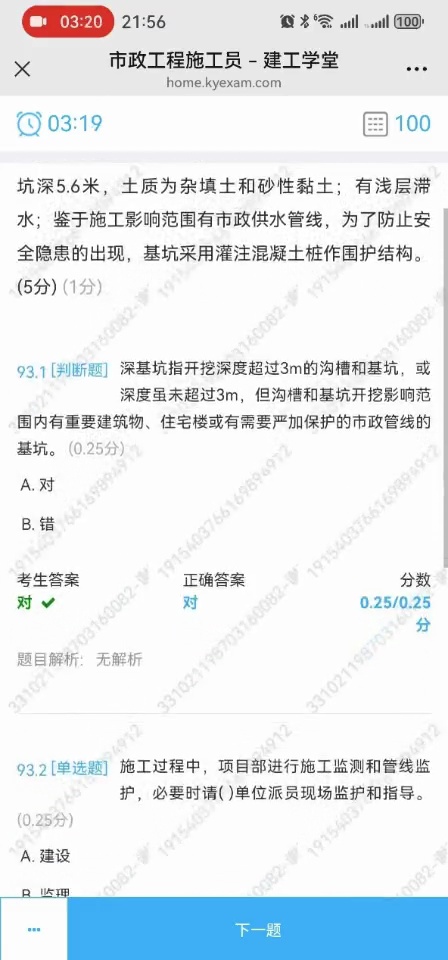 03:20 21:56 100
市政工程施工员 – 建工学堂
home.kyexam.com
03:19 100
坑深5.6米，土质为杂填土和砂性黏土；有浅层滞
水；鉴于施工影响范围有市政供水管线，为了防止安
全隐患的出现，基坑采用灌注混凝土桩作围护结构。
(5分) (1分)
93.1 [判断题] 深基坑指开挖深度超过3m的沟槽和基坑，或
深度虽未超过3m，但沟槽和基坑开挖影响范
围内有重要建筑物、住宅楼或有需要严加保护的市政管线的
基坑。 (0.25分)
A. 对
B. 错
考生答案 正确答案 分数
对 对 0.25/0.25
分
题目解析: 无解析
93.2 [单选题] 施工过程中，项目部进行施工监测和管线监
护，必要时请( )单位派员现场监护和指导。
(0.25分)
A. 建设
B. 监理
下一题